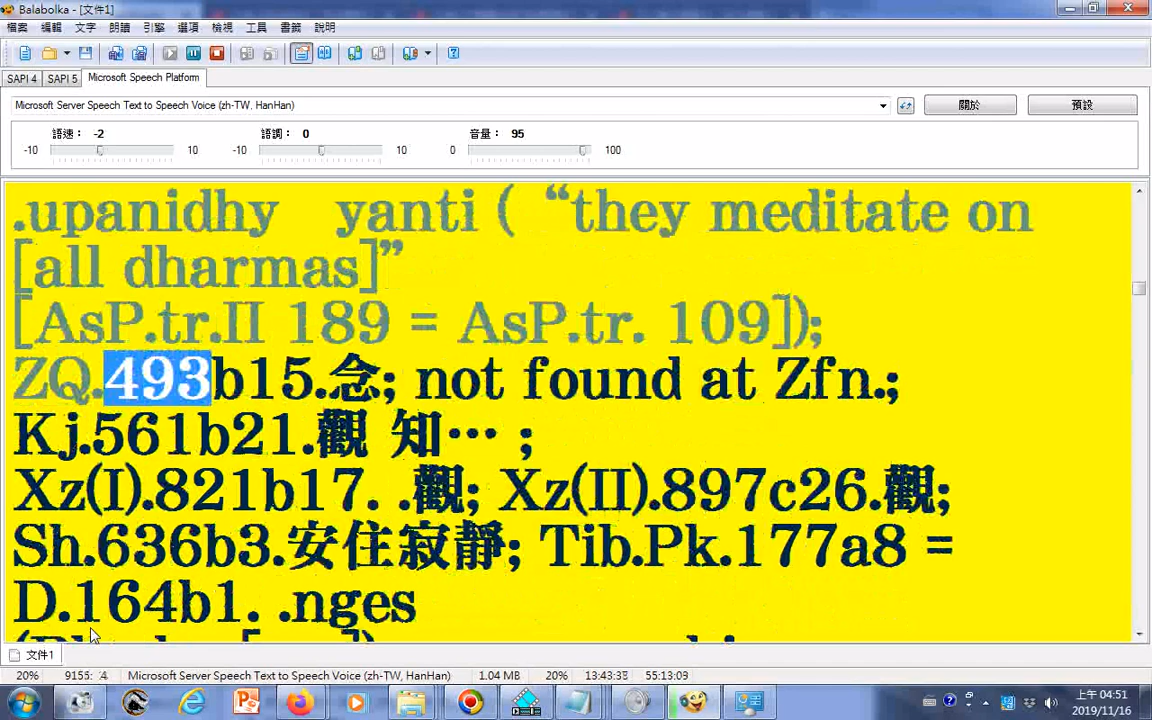 Balabolka - [文件1]
檔案 編輯 文字 朗讀 引擎 選項 檢視 工具 書籤 說明
SAPI 4 SAPI 5 Microsoft Speech Platform
Microsoft Server Speech Text to Speech Voice (zh-TW, HanHan) 關於 預設
語速： -2 語調： 0 音量： 95
-10 10 -10 10 0 100
.upanidhy yanti ( “they meditate on
[all dharmas]”
[AsP.tr.II 189 = AsP.tr. 109]);
ZQ.493b15.念; not found at Zfn.;
Kj.561b21.觀 知… ;
Xz(I).821b17. .觀; Xz(II).897c26.觀;
Sh.636b3.安住寂靜; Tib.Pk.177a8 =
D.164b1. .nges
文件1
20% Microsoft Server Speech Text to Speech Voice (zh-TW, HanHan) 1.04 MB 20% 55:13:09
上午 04:51
2019/11/16